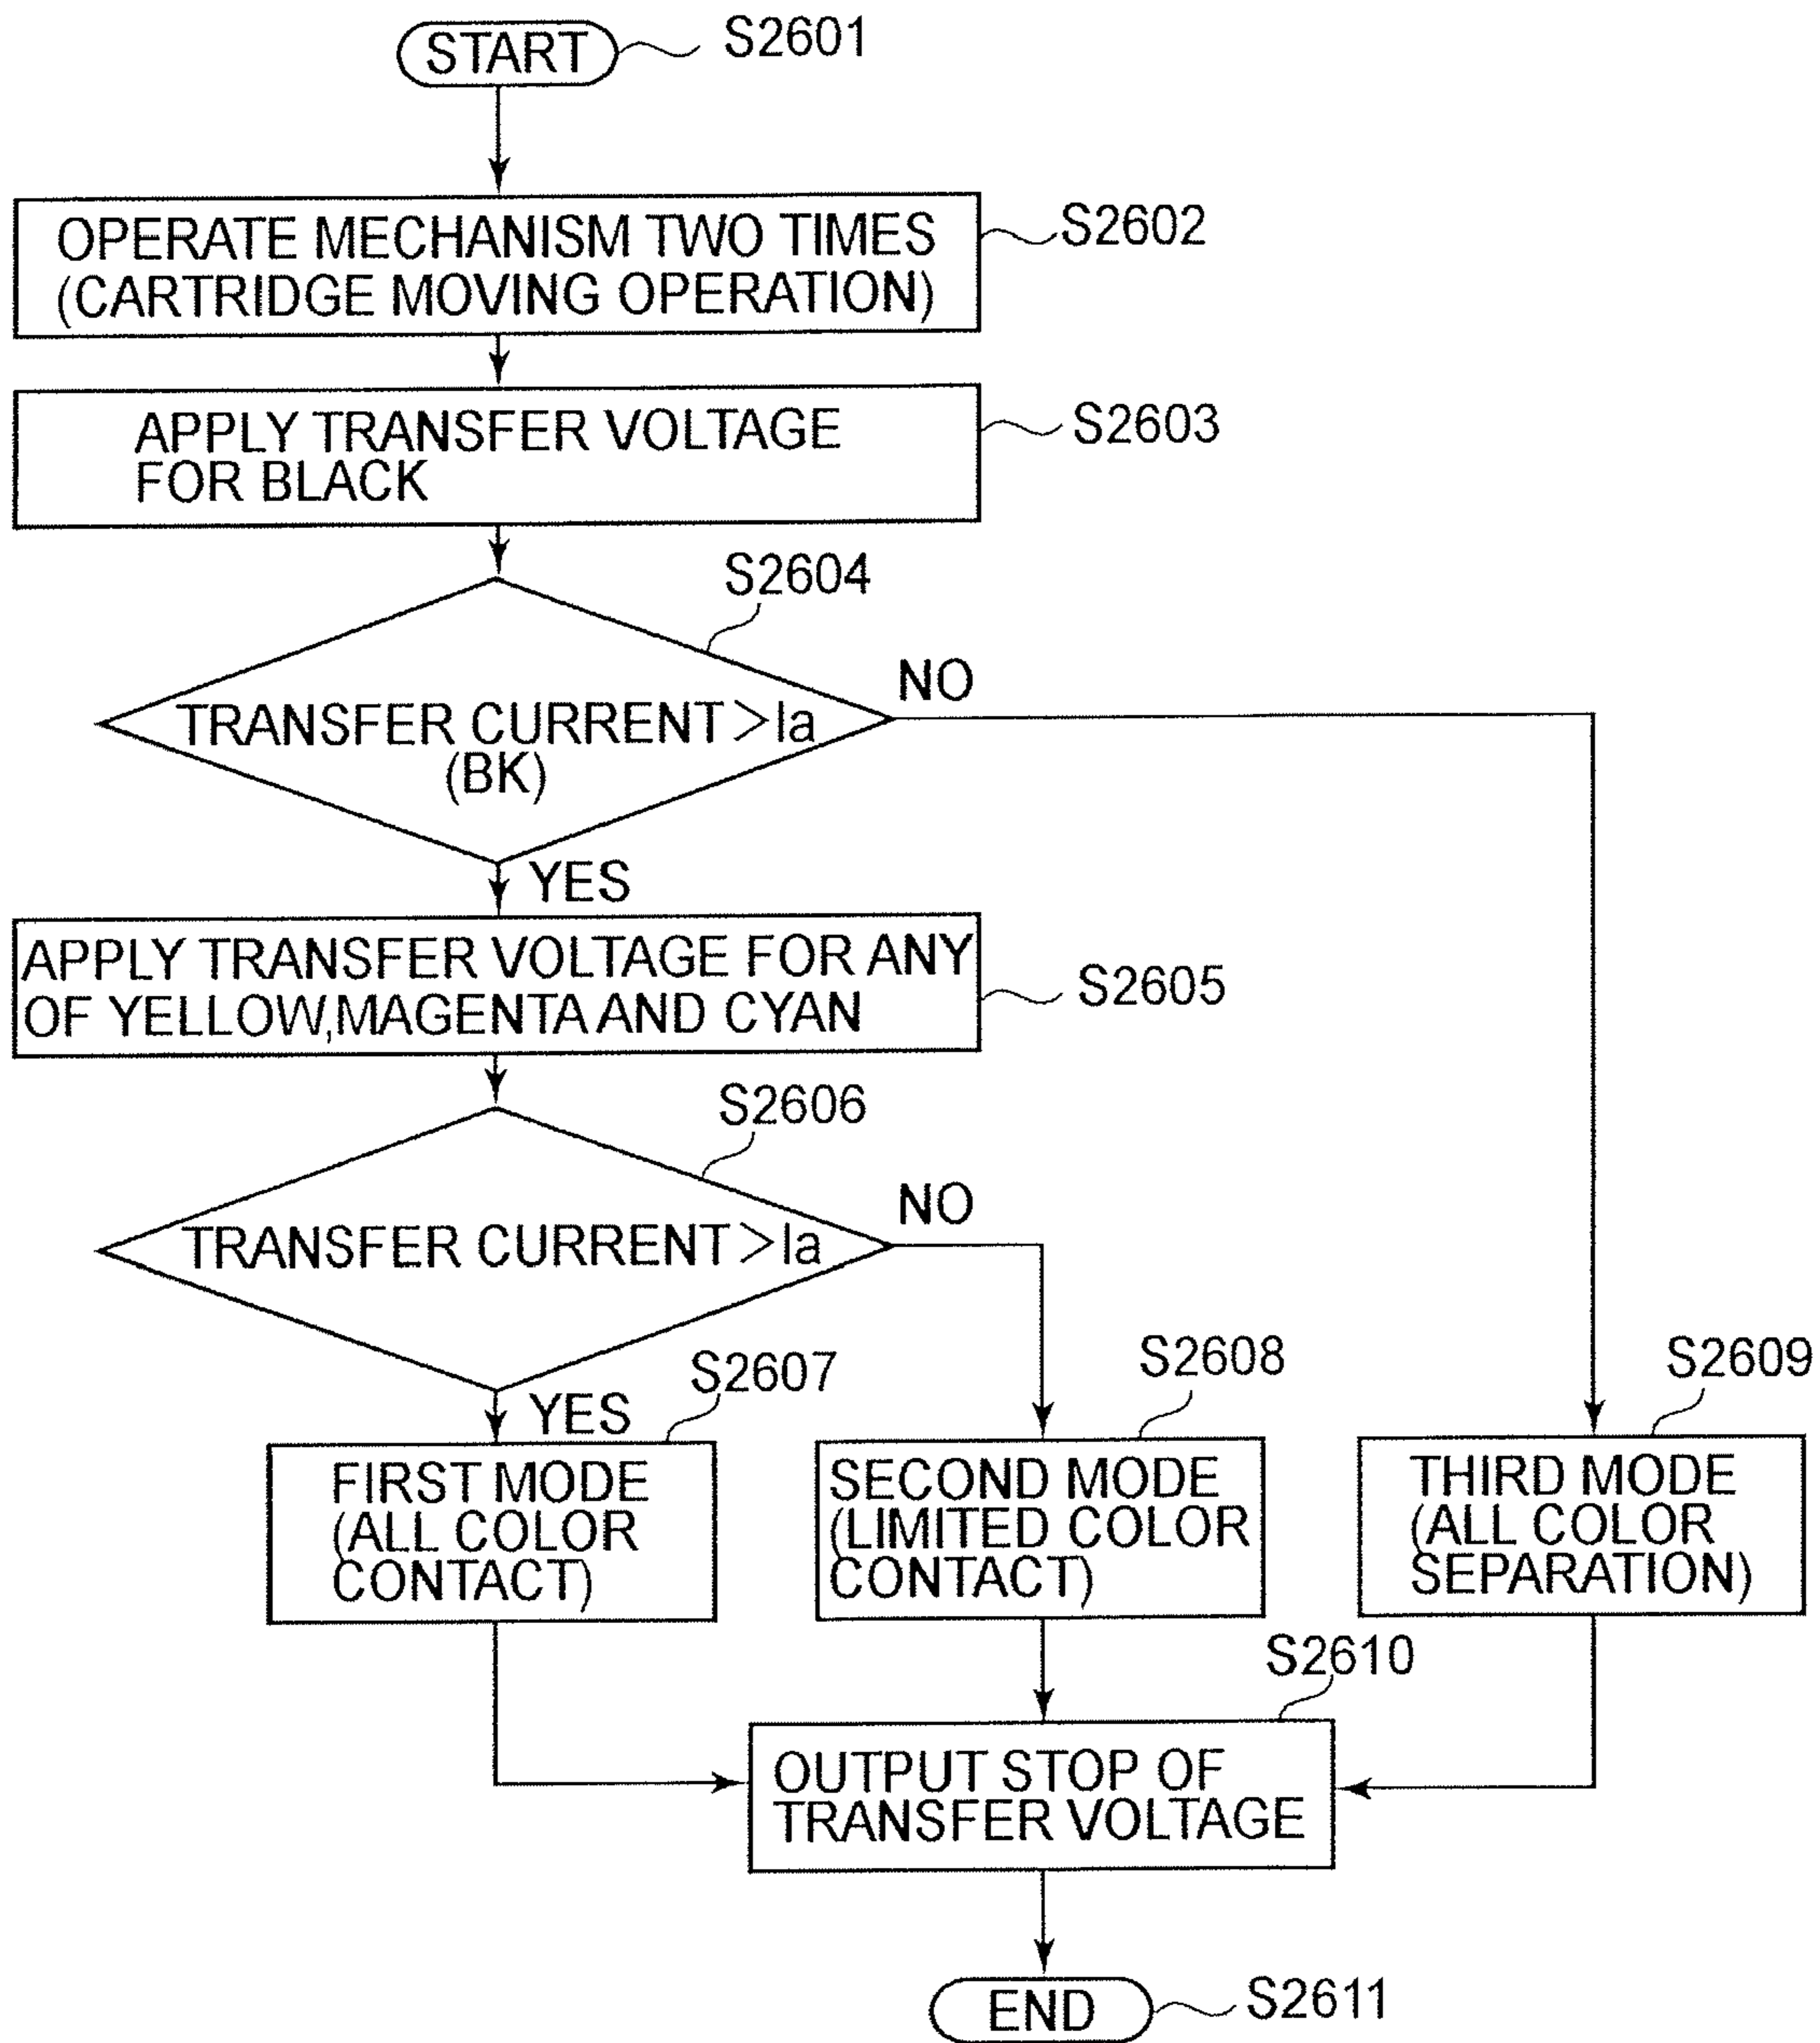 START
S2601
OPERATE MECHANISM TWO TIMES
(CARTRIDGE MOVING OPERATION)
S2602
APPLY TRANSFER VOLTAGE
FOR BLACK
S2603
S2604
TRANSFER CURRENT >Ia
(BK)
NO
YES
APPLY TRANSFER VOLTAGE FOR ANY
OF YELLOW,MAGENTA AND CYAN
S2605
S2606
TRANSFER CURRENT >Ia
NO
YES
S2607
FIRST MODE
(ALL COLOR
CONTACT)
S2608
SECOND MODE
(LIMITED COLOR
CONTACT)
S2609
THIRD MODE
(ALL COLOR
SEPARATION)
S2610
OUTPUT STOP OF
TRANSFER VOLTAGE
END
S2611